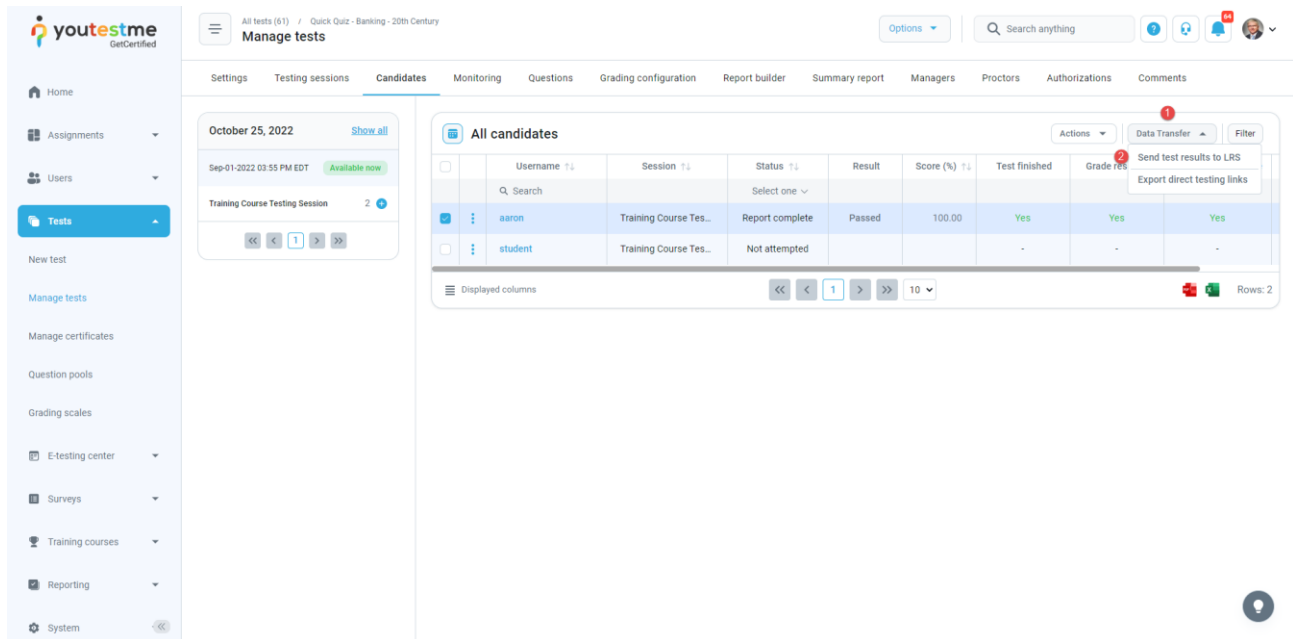 youtestme
GetCertified
All tests (61) / Quick Quiz - Banking - 20th Century
Manage tests
Options
Search anything
?
64
Settings
Testing sessions
Candidates
Monitoring
Questions
Grading configuration
Report builder
Summary report
Managers
Proctors
Authorizations
Comments
Home
Assignments
Users
Tests
New test
Manage tests
Manage certificates
Question pools
Grading scales
E-testing center
Surveys
Training courses
Reporting
System
October 25, 2022
Show all
Sep-01-2022 03:55 PM EDT
Available now
Training Course Testing Session 2
1
All candidates
Actions
1
Data Transfer
Filter
2
Send test results to LRS
Export direct testing links
Username Session Status Result Score (%) Test finished Grade res
Search
Select one
aaron Training Course Tes... Report complete Passed 100.00 Yes Yes Yes
student Training Course Tes... Not attempted - - -
Displayed columns
1
10
Rows: 2